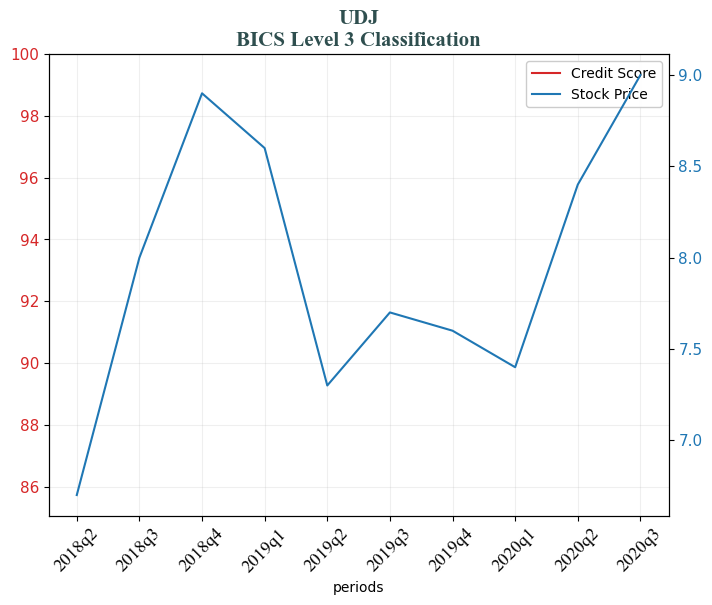 UDJ
BICS Level 3 Classification
100
98
96
94
92
90
88
86
Credit Score
Stock Price
9.0
8.5
8.0
7.5
7.0
2018q2
2018q3
2018q4
2019q1
2019q2
2019q3
2019q4
2020q1
2020q2
2020q3
periods